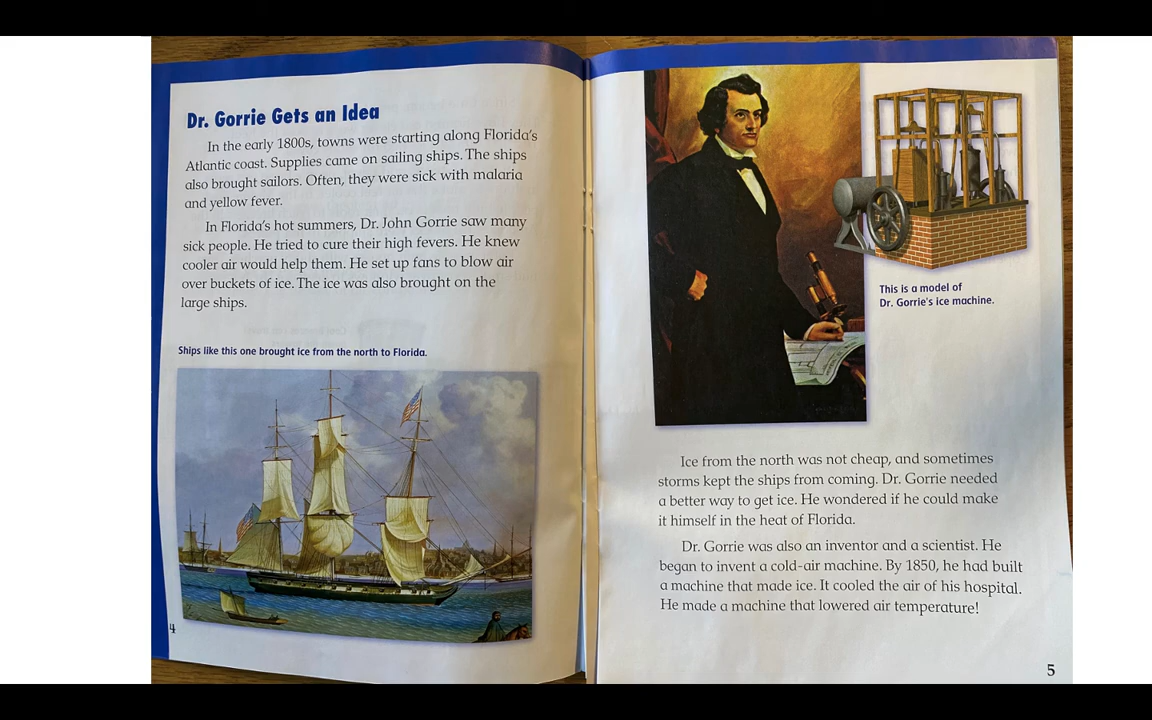 Dr. Gorrie Gets an Idea
In the early 1800s, towns were starting along Florida's
Atlantic coast. Supplies came on sailing ships. The ships
also brought sailors. Often, they were sick with malaria
and yellow fever.
In Florida's hot summers, Dr. John Gorrie saw many
sick people. He tried to cure their high fevers. He knew
cooler air would help them. He set up fans to blow air
over buckets of ice. The ice was also brought on the
large ships.
Ships like this one brought ice from the north to Florida.
4
This is a model of
Dr. Gorrie's ice machine.
Ice from the north was not cheap, and sometimes
storms kept the ships from coming. Dr. Gorrie needed
a better way to get ice. He wondered if he could make
it himself in the heat of Florida.
Dr. Gorrie was also an inventor and a scientist. He
began to invent a cold-air machine. By 1850, he had built
a machine that made ice. It cooled the air of his hospital.
He made a machine that lowered air temperature!
5